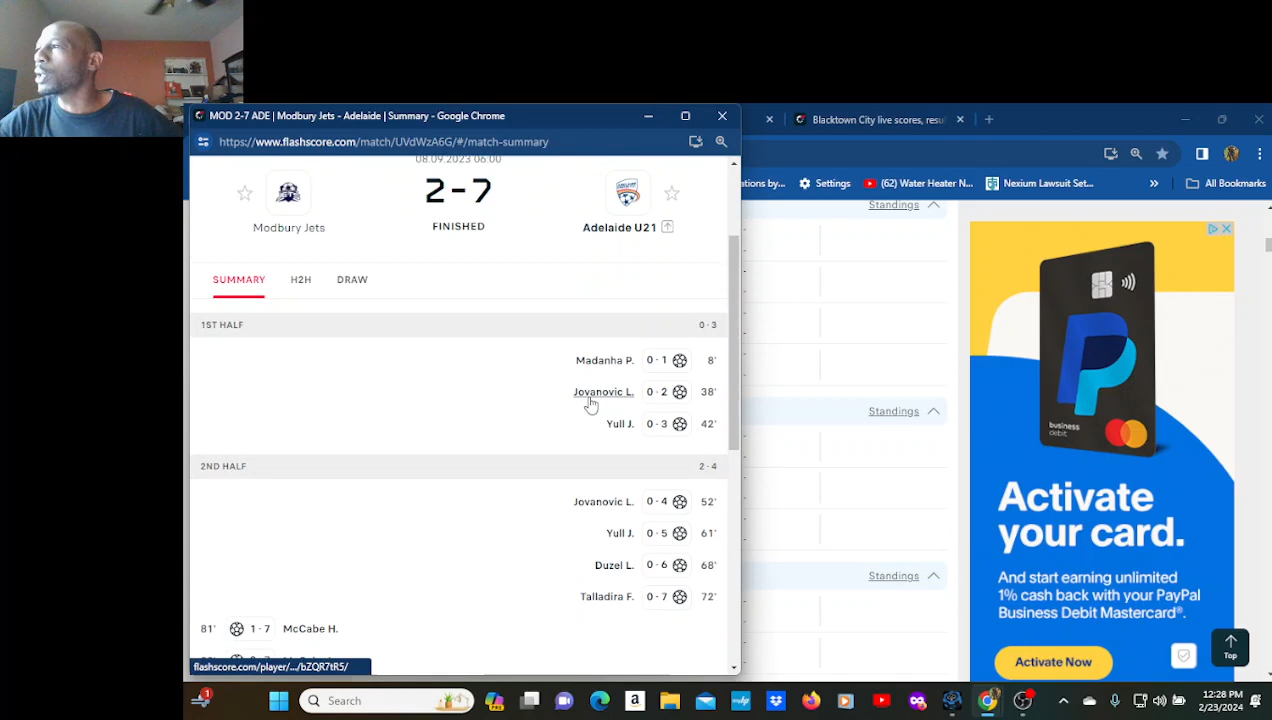 MOD 2-7 ADE | Modbury Jets - Adelaide | Summary - Google Chrome
Blacktown City live scores, resu
https://www.flashscore.com/match/UVdWzA6G/#/match-summary
ations by...
Settings
(62) Water Heater N...
Nexium Lawsuit Set...
»
All Bookmarks
08.09.2023 06:00
2-7
FINISHED
Modbury Jets
Adelaide U21
SUMMARY H2H DRAW
1ST HALF 0 - 3
Madanha P. 0 - 1 8'
Jovanovic L. 0 - 2 38'
Yull J. 0 - 3 42'
2ND HALF 2 - 4
Jovanovic L. 0 - 4 52'
Yull J. 0 - 5 61'
Duzel L. 0 - 6 68'
Talladira F. 0 - 7 72'
81' 1 - 7 McCabe H.
flashscore.com/player/.../bZQR7tR5/
Standings
Standings
Standings
business
debit
Activate
your card.
And start earning unlimited
1% cash back with your PayPal
Business Debit Mastercard®.
Activate Now
Top
1
Search
PRE
12:28 PM
2/23/2024